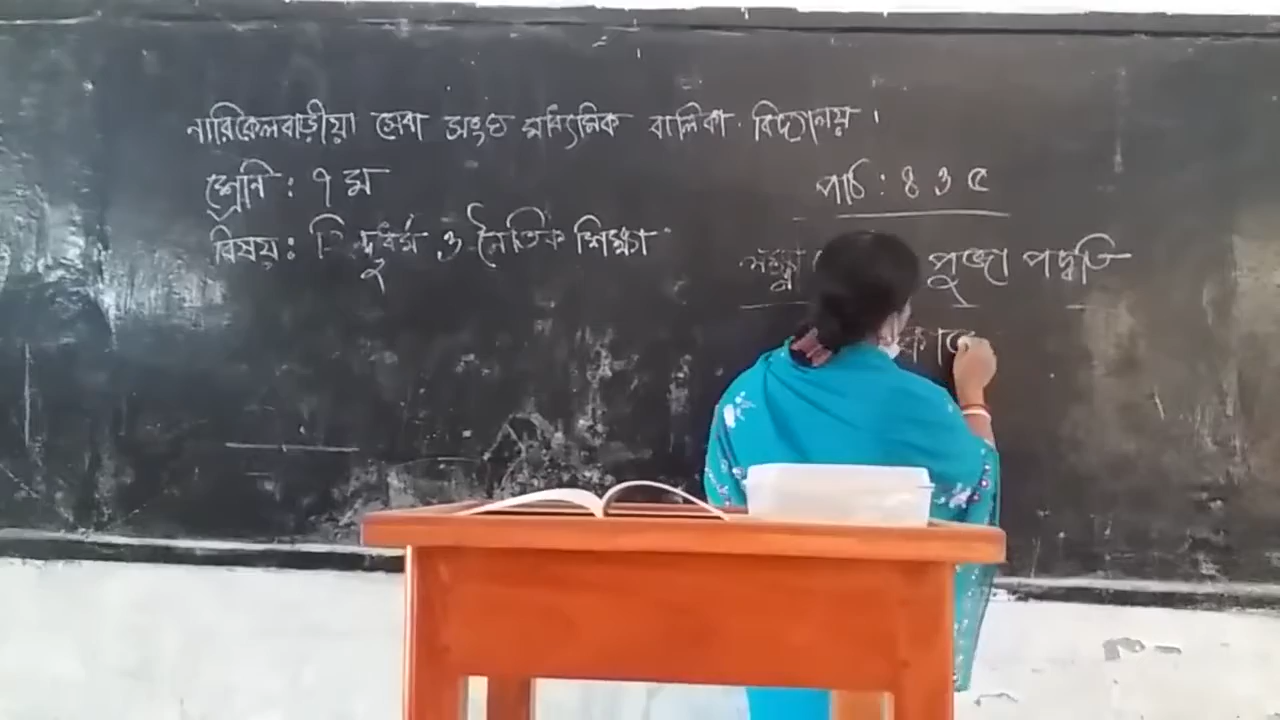 নারিকেলবাড়ীয়া সেবা সংঘ মাধ্যমিক বালিকা বিদ্যালয়।
শ্রেনি : ৭ম
বিষয় : হিন্দুধর্ম ও নৈতিক শিক্ষা
পাঠ : ৪ ও ৫
পূজা পদ্ধতি